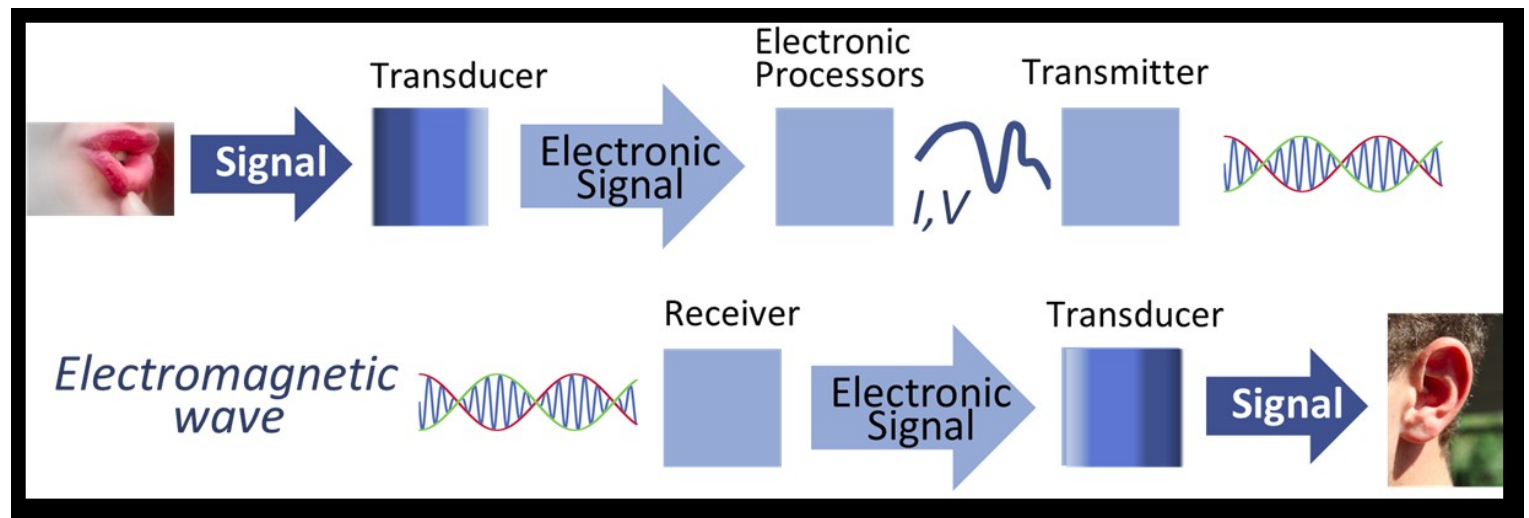 Transducer
Electronic
Processors
Transmitter
Signal
Electronic
Signal
I, V
Receiver
Transducer
Electromagnetic
wave
Electronic
Signal
Signal